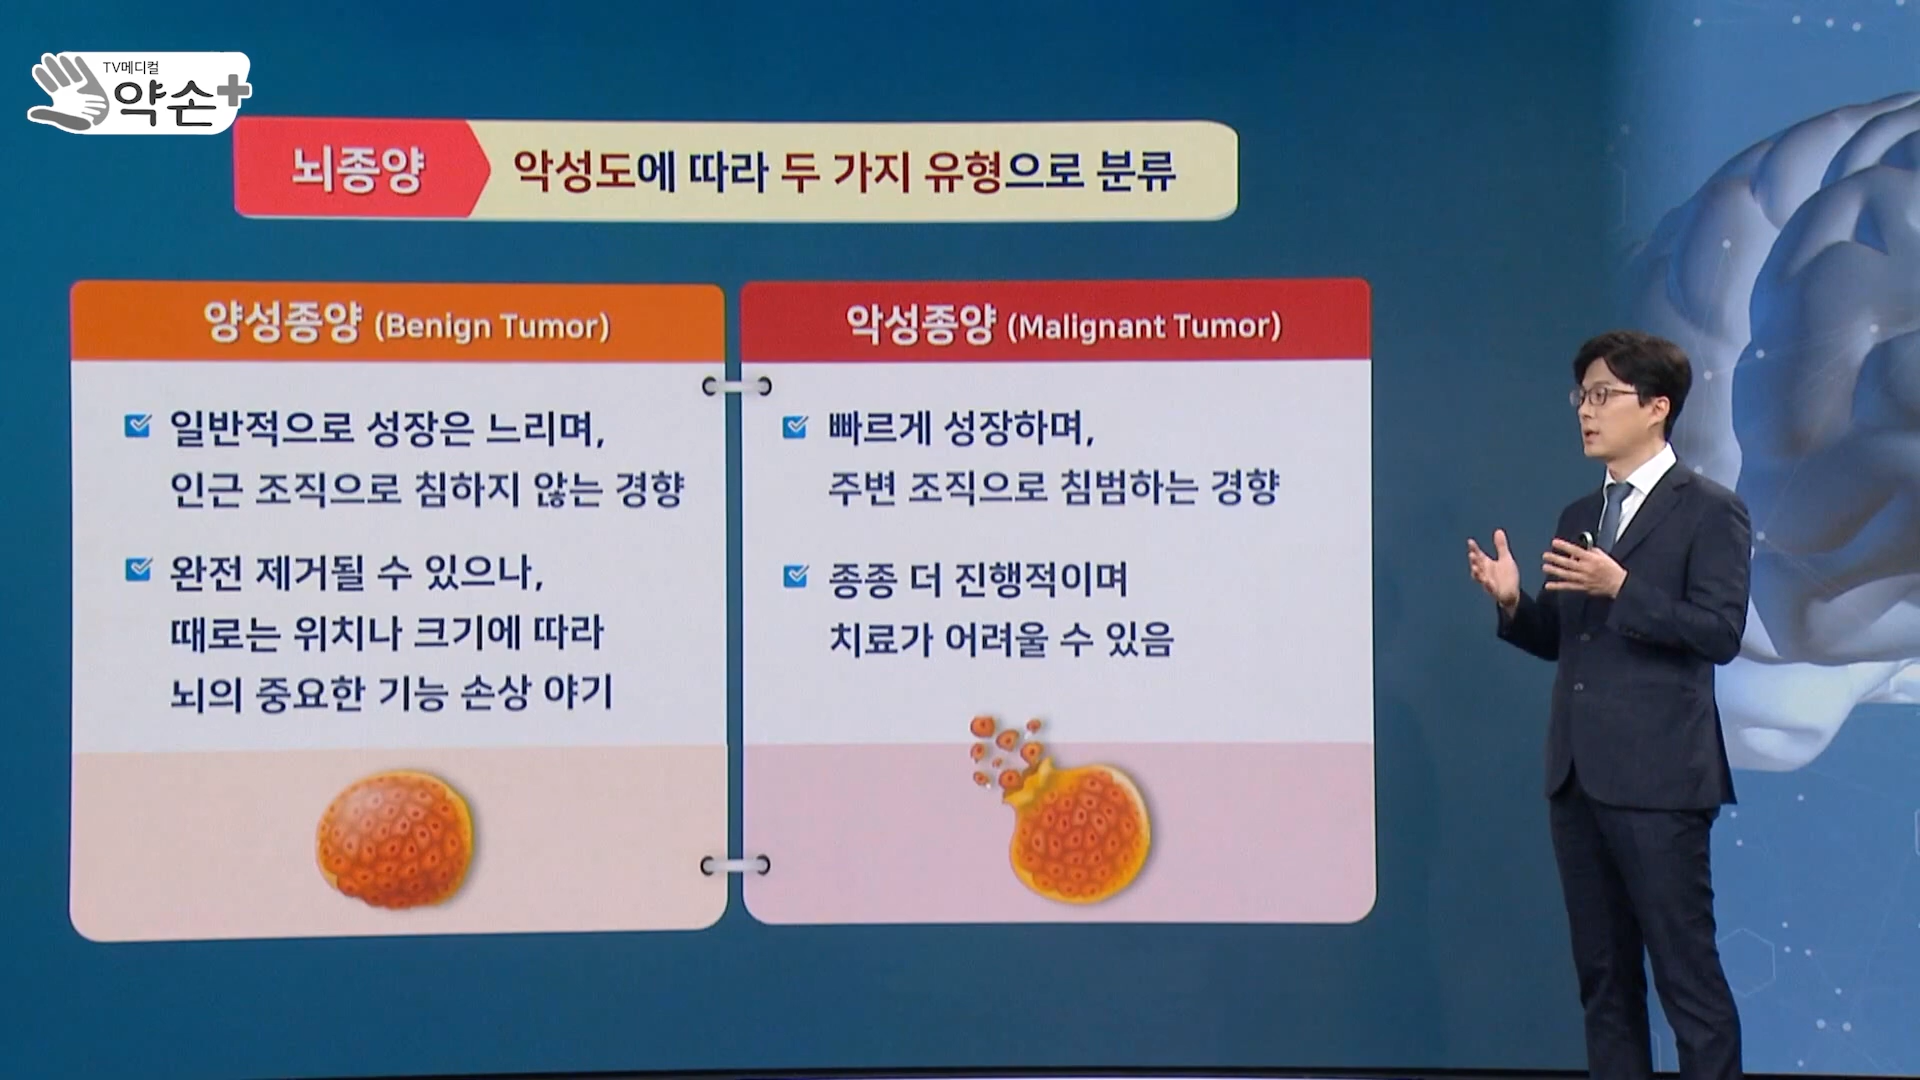 TV메디컬
약손+
뇌종양
악성도에 따라 두 가지 유형으로 분류
양성종양 (Benign Tumor)
일반적으로 성장은 느리며,
인근 조직으로 침하지 않는 경향
완전 제거될 수 있으나,
때로는 위치나 크기에 따라
뇌의 중요한 기능 손상 야기
악성종양 (Malignant Tumor)
빠르게 성장하며,
주변 조직으로 침범하는 경향
종종 더 진행적이며
치료가 어려울 수 있음